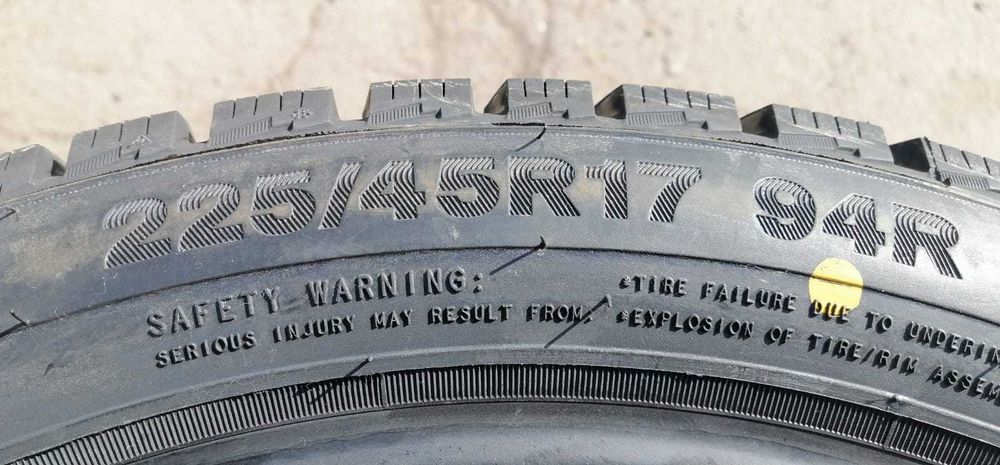 225/45R17 94R
SAFETY WARNING:
SERIOUS INJURY MAY RESULT FROM:
*TIRE FAILURE DUE TO
*EXPLOSION OF TIRE/RIM